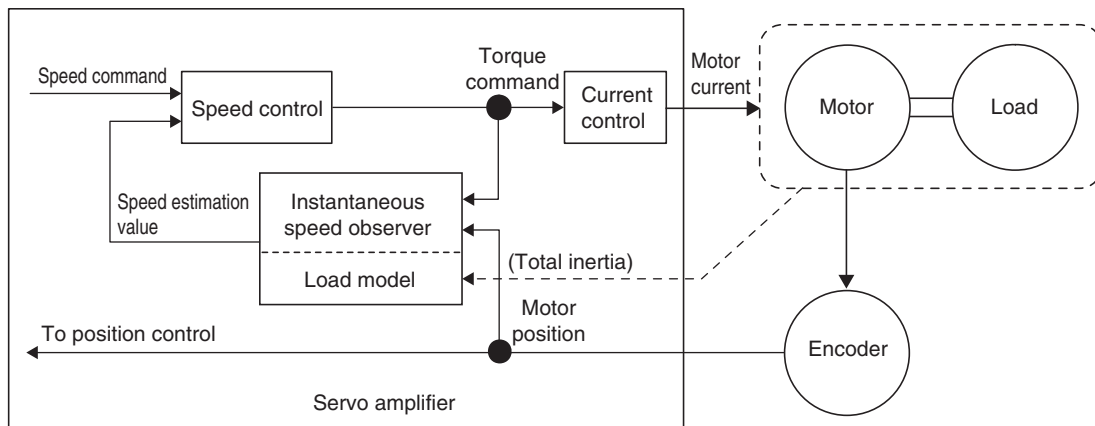 Speed command
Speed control
Torque
command
Current
control
Motor
current
Motor
Load
Speed estimation
value
Instantaneous
speed observer
Load model
(Total inertia)
Motor
position
To position control
Encoder
Servo amplifier